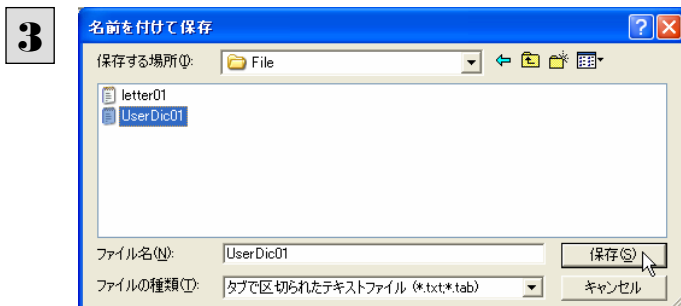 3
名前を付けて保存
保存する場所(I): File
letter01
UserDic01
ファイル名(N): UserDic01 保存(S)
ファイルの種類(T): タブで区切られたテキストファイル (*.txt;*.tab) キャンセル